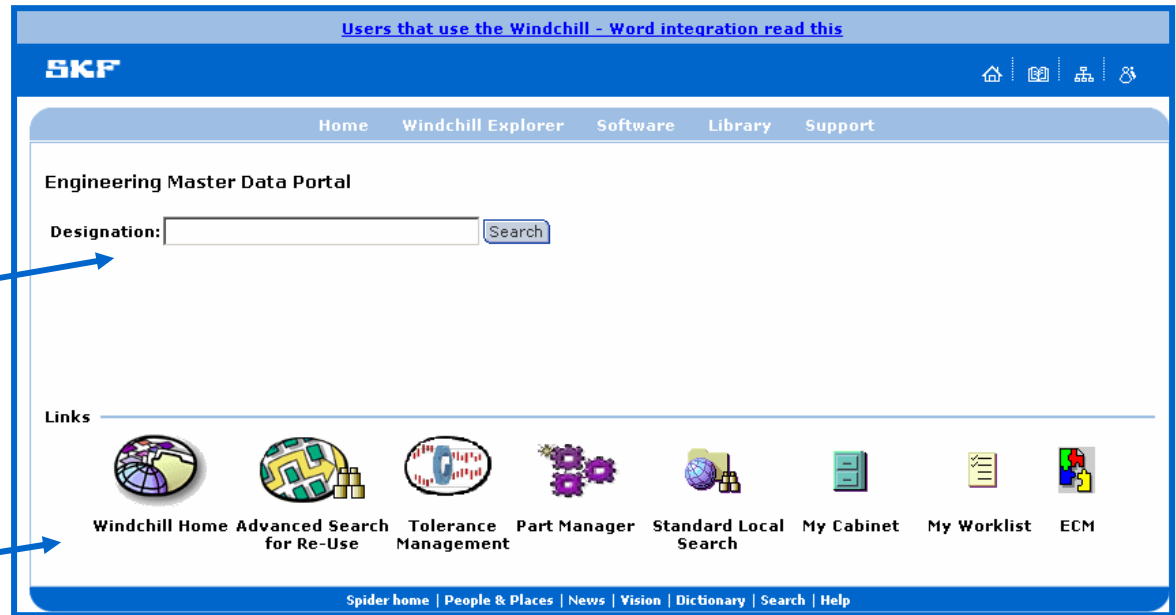 Users that use the Windchill - Word integration read this
SKF
Home Windchill Explorer Software Library Support
Engineering Master Data Portal
Designation: Search
Links
Windchill Home Advanced Search for Re-Use Tolerance Management Part Manager Standard Local Search My Cabinet My Worklist ECM
Spider home | People & Places | News | Vision | Dictionary | Search | Help